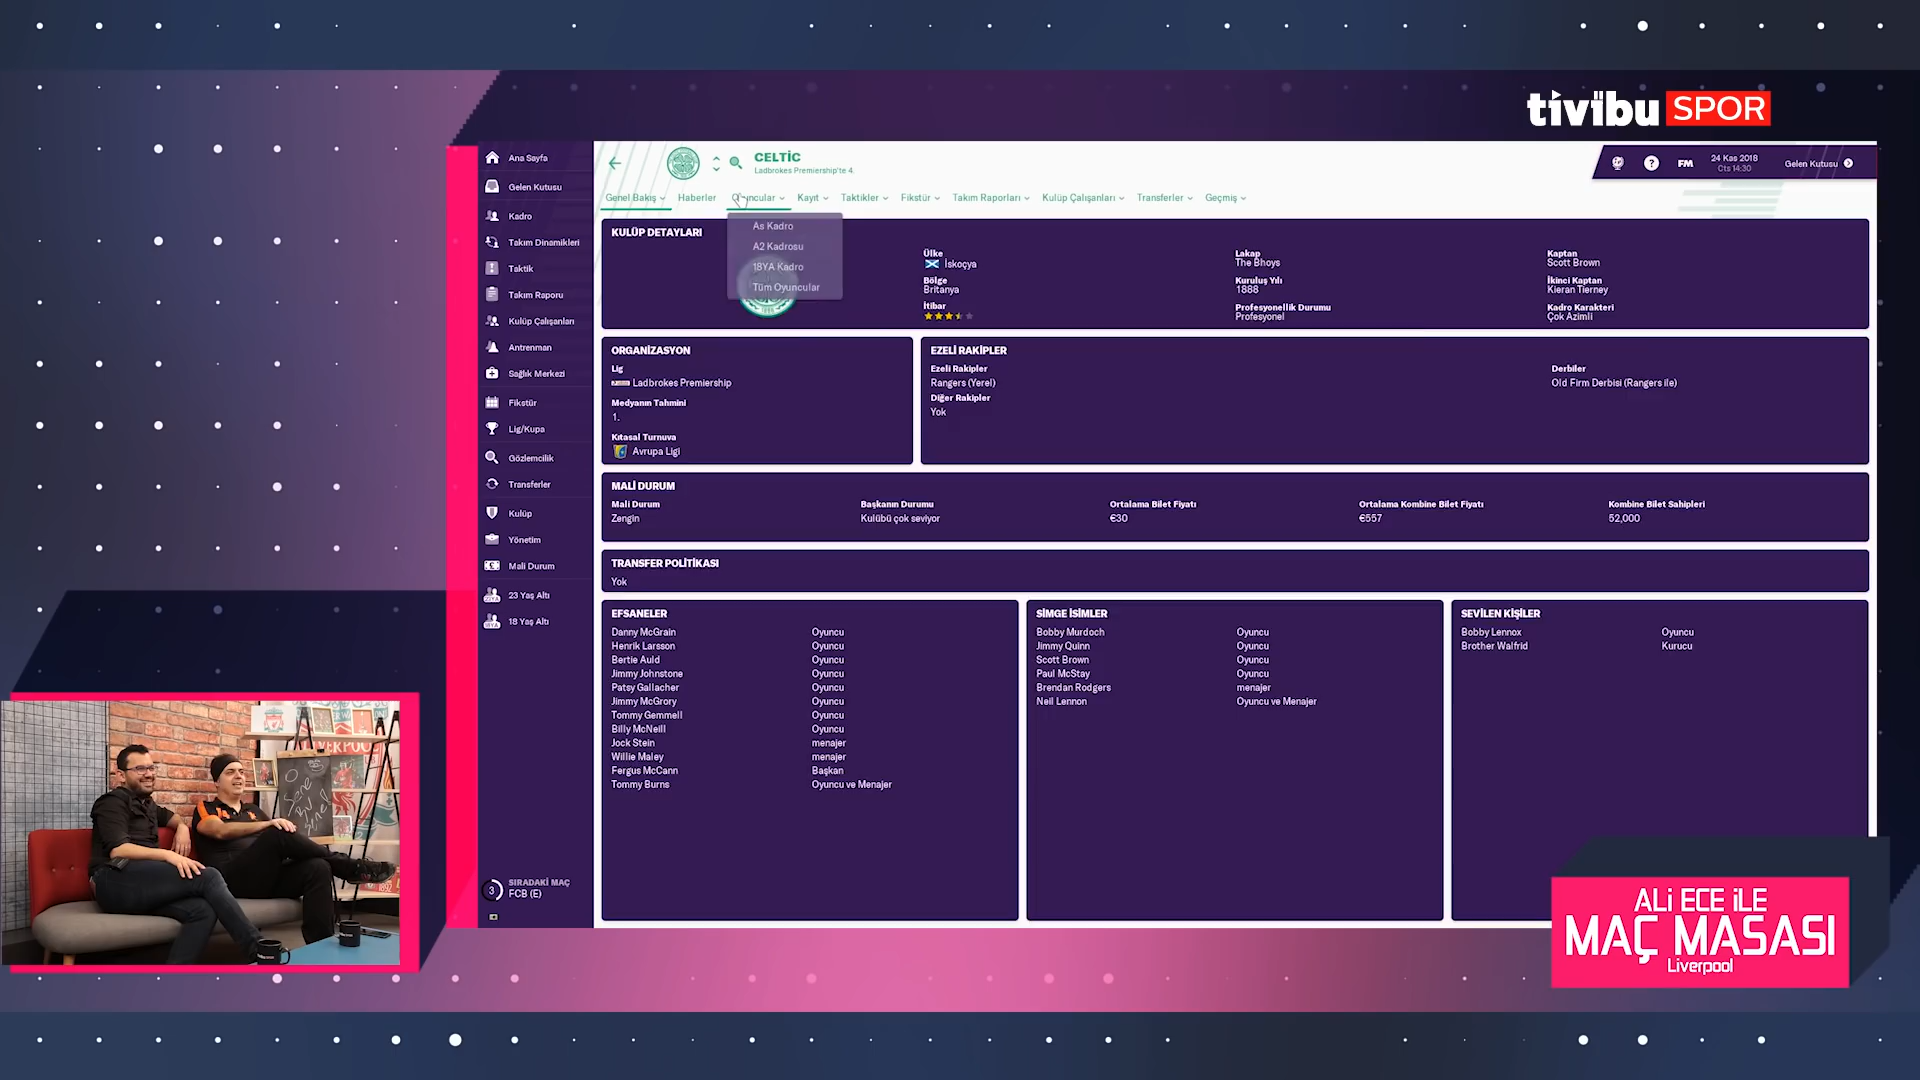 tivibu SPOR
CELTİC
Ladbrokes Premiership'te 4.
FM
24 Kas 2018
Cts 14:30
Gelen Kutusu
Genel Bakış
Haberler
Oyuncular
Kayıt
Taktikler
Fikstür
Takım Raporları
Kulüp Çalışanları
Transferler
Geçmiş
As Kadro
A2 Kadrosu
18YA Kadro
Tüm Oyuncular
Ana Sayfa
Gelen Kutusu
Kadro
Takım Dinamikleri
Taktik
Takım Raporu
Kulüp Çalışanları
Antrenman
Sağlık Merkezi
Fikstür
Lig/Kupa
Gözlemcilik
Transferler
Kulüp
Yönetim
Mali Durum
23 Yaş Altı
18 Yaş Altı
3
SIRADAKİ MAÇ
FCB (E)
KULÜP DETAYLARI
Ülke
İskoçya
Bölge
Britanya
İtibar
Lakap
The Bhoys
Kuruluş Yılı
1888
Profesyonellik Durumu
Profesyonel
Kaptan
Scott Brown
İkinci Kaptan
Kieran Tierney
Kadro Karakteri
Çok Azimli
ORGANİZASYON
Lig
Ladbrokes Premiership
Medyanın Tahmini
1.
Kıtasal Turnuva
Avrupa Ligi
EZELİ RAKİPLER
Ezeli Rakipler
Rangers (Yerel)
Diğer Rakipler
Yok
Derbiler
Old Firm Derbisi (Rangers ile)
MALİ DURUM
Mali Durum
Zengin
Başkanın Durumu
Kulübü çok seviyor
Ortalama Bilet Fiyatı
€30
Ortalama Kombine Bilet Fiyatı
€557
Kombine Bilet Sahipleri
52,000
TRANSFER POLİTİKASI
Yok
EFSANELER
Danny McGrain Oyuncu
Henrik Larsson Oyuncu
Bertie Auld Oyuncu
Jimmy Johnstone Oyuncu
Patsy Gallacher Oyuncu
Jimmy McGrory Oyuncu
Tommy Gemmell Oyuncu
Billy McNeill Oyuncu
Jock Stein menajer
Willie Maley menajer
Fergus McCann Başkan
Tommy Burns Oyuncu ve Menajer
SİMGE İSİMLER
Bobby Murdoch Oyuncu
Jimmy Quinn Oyuncu
Scott Brown Oyuncu
Paul McStay Oyuncu
Brendan Rodgers menajer
Neil Lennon Oyuncu ve Menajer
SEVİLEN KİŞİLER
Bobby Lennox Oyuncu
Brother Walfrid Kurucu
LIVERPOOL
SENE
BU
SENE!
ALİ ECE İLE
MAÇ MASASI
Liverpool